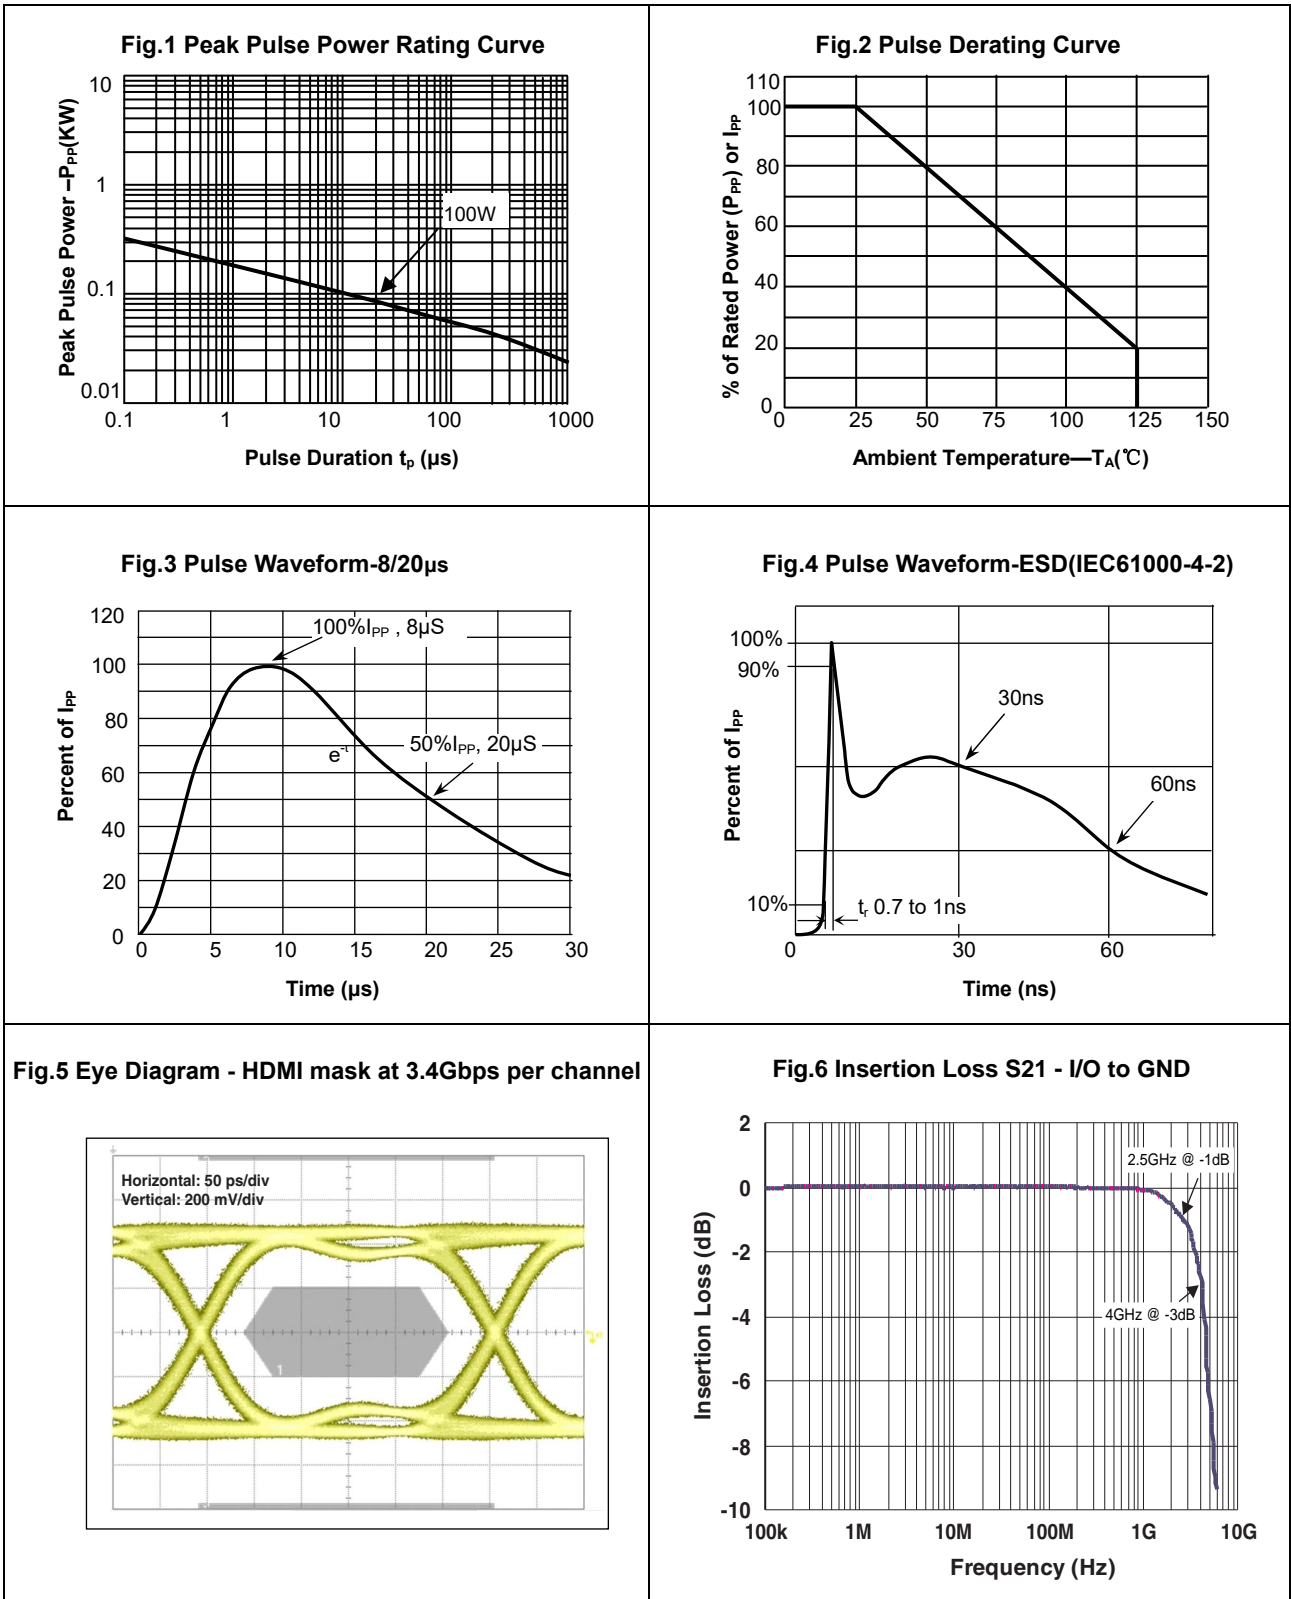 Fig.1 Peak Pulse Power Rating Curve
Peak Pulse Power –PPP(KW)
10
1
0.1
0.01
100W
0.1 1 10 100 1000
Pulse Duration tp (µs)
Fig.2 Pulse Derating Curve
% of Rated Power (PPP) or IPP
110
100
80
60
40
20
0
0 25 50 75 100 125 150
Ambient Temperature—TA(℃)
Fig.3 Pulse Waveform-8/20µs
Percent of IPP
120
100
80
60
40
20
0
100%IPP , 8µS
e-t
50%IPP, 20µS
0 5 10 15 20 25 30
Time (µs)
Fig.4 Pulse Waveform-ESD(IEC61000-4-2)
Percent of IPP
100%
90%
10%
30ns
60ns
tr 0.7 to 1ns
0 30 60
Time (ns)
Fig.5 Eye Diagram - HDMI mask at 3.4Gbps per channel
Horizontal: 50 ps/div
Vertical: 200 mV/div
1
Fig.6 Insertion Loss S21 - I/O to GND
Insertion Loss (dB)
2
0
-2
-4
-6
-8
-10
2.5GHz @ -1dB
4GHz @ -3dB
100k 1M 10M 100M 1G 10G
Frequency (Hz)